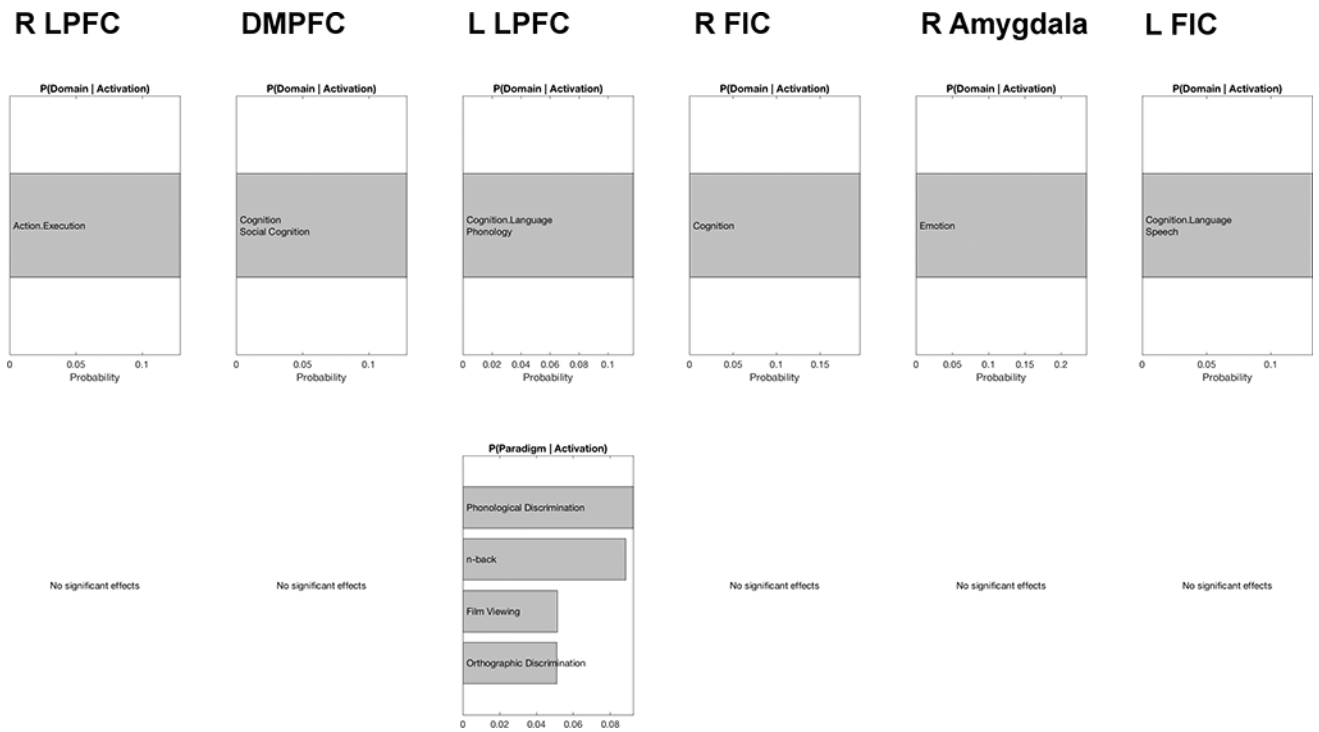 R LPFC
DMPFC
L LPFC
R FIC
R Amygdala
L FIC
P(Domain | Activation)
Action.Execution
0 0.05 0.1
Probability
P(Domain | Activation)
Cognition
Social Cognition
0 0.05 0.1
Probability
P(Domain | Activation)
Cognition.Language
Phonology
0 0.02 0.04 0.06 0.08 0.1
Probability
P(Domain | Activation)
Cognition
0 0.05 0.1 0.15
Probability
P(Domain | Activation)
Emotion
0 0.05 0.1 0.15 0.2
Probability
P(Domain | Activation)
Cognition.Language
Speech
0 0.05 0.1
Probability
No significant effects
No significant effects
P(Paradigm | Activation)
Phonological Discrimination
n-back
Film Viewing
Orthographic Discrimination
0 0.02 0.04 0.06 0.08
No significant effects
No significant effects
No significant effects